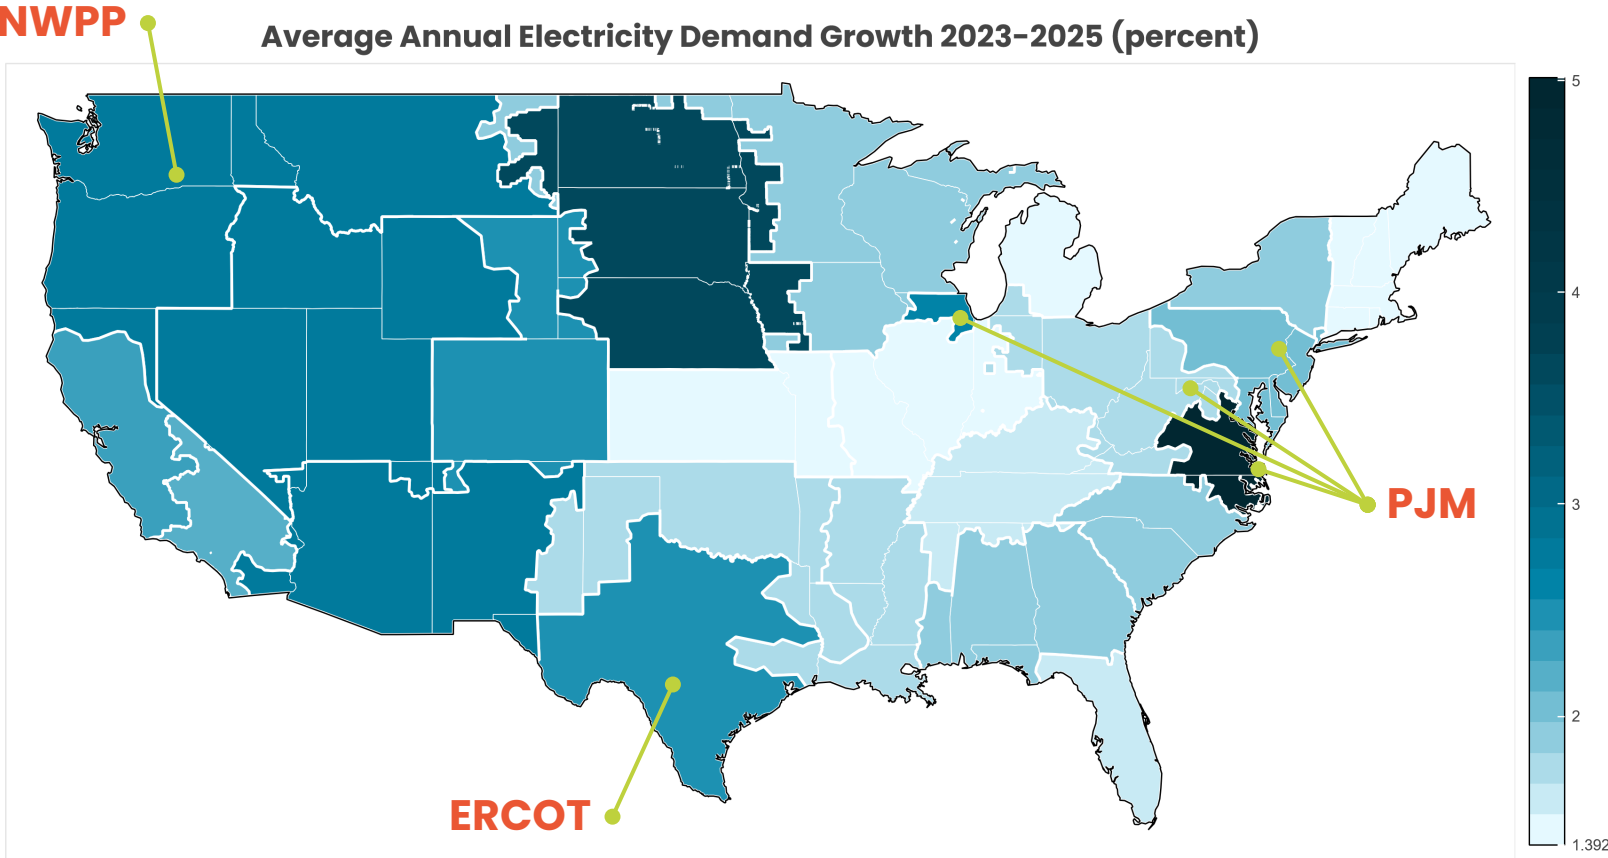 NWPP
Average Annual Electricity Demand Growth 2023-2025 (percent)
5
4
3
2
1.392
PJM
ERCOT